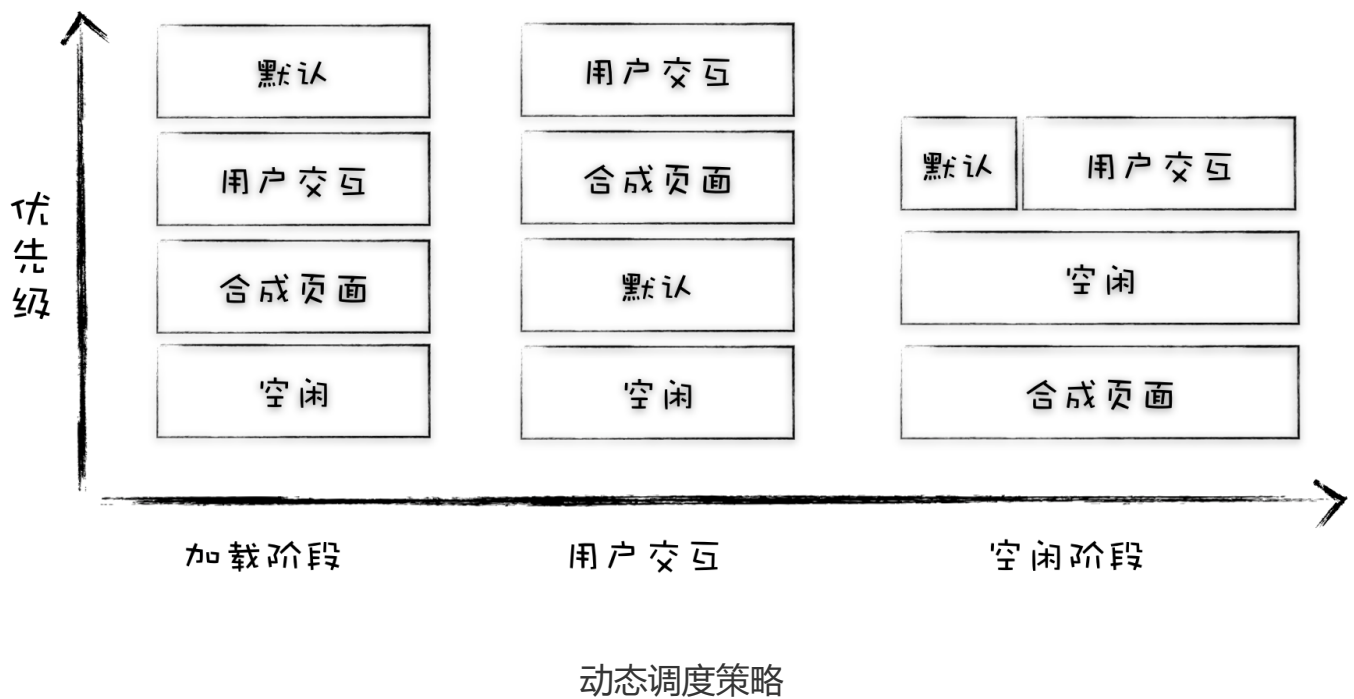 优先级
默认
用户交互
合成页面
空闲
用户交互
合成页面
默认
空闲
默认
用户交互
空闲
合成页面
加载阶段
用户交互
空闲阶段
动态调度策略